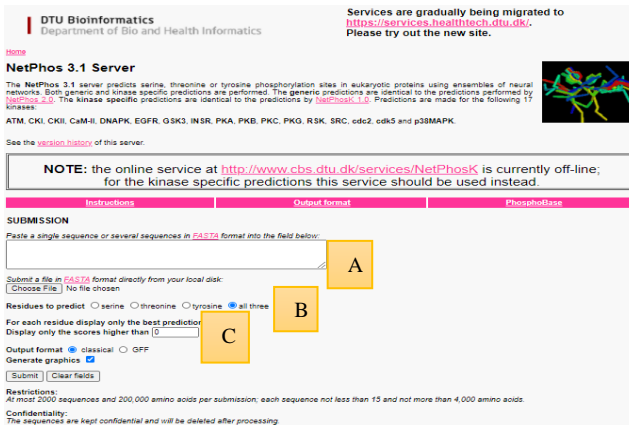 DTU Bioinformatics
Department of Bio and Health Informatics
Services are gradually being migrated to
https://services.healthtech.dtu.dk/.
Please try out the new site.
Home
NetPhos 3.1 Server
The NetPhos 3.1 server predicts serine, threonine or tyrosine phosphorylation sites in eukaryotic proteins using ensembles of neural
networks. Both generic and kinase specific predictions are performed. The generic predictions are identical to the predictions performed by
NetPhos 2.0. The kinase specific predictions are identical to the predictions by NetPhosK 1.0. Predictions are made for the following 17
kinases:
ATM, CKI, CKII, CaM-II, DNAPK, EGFR, GSK3, INSR, PKA, PKB, PKC, PKG, RSK, SRC, cdc2, cdk5 and p38MAPK.
See the version history of this server.
NOTE: the online service at http://www.cbs.dtu.dk/services/NetPhosK is currently off-line;
for the kinase specific predictions this service should be used instead.
Instructions Output format PhosphoBase
SUBMISSION
Paste a single sequence or several sequences in FASTA format into the field below:
A
Submit a file in FASTA format directly from your local disk:
Choose File No file chosen
B
Residues to predict serine threonine tyrosine all three
C
For each residue display only the best prediction
Display only the scores higher than 0
Output format classical GFF
Generate graphics
Submit Clear fields
Restrictions:
At most 2000 sequences and 200,000 amino acids per submission; each sequence not less than 15 and not more than 4,000 amino acids.
Confidentiality:
The sequences are kept confidential and will be deleted after processing.